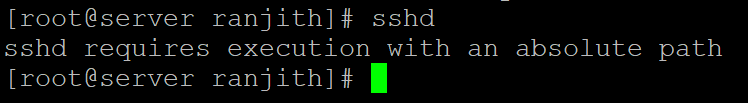 [root@server ranjith]# sshd
sshd requires execution with an absolute path
[root@server ranjith]#